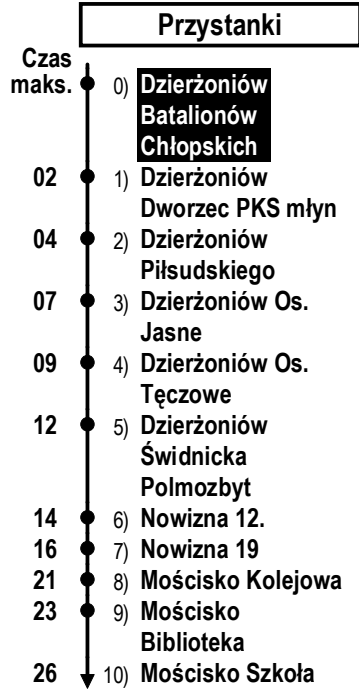 Przystanki
Czas
maks. 0) Dzierżoniów
Batalionów
Chłopskich
02 1) Dzierżoniów
Dworzec PKS młyn
04 2) Dzierżoniów
Piłsudskiego
07 3) Dzierżoniów Os.
Jasne
09 4) Dzierżoniów Os.
Tęczowe
12 5) Dzierżoniów
Świdnicka
Polmozbyt
14 6) Nowizna 12.
16 7) Nowizna 19
21 8) Mościsko Kolejowa
23 9) Mościsko
Biblioteka
26 10) Mościsko Szkoła